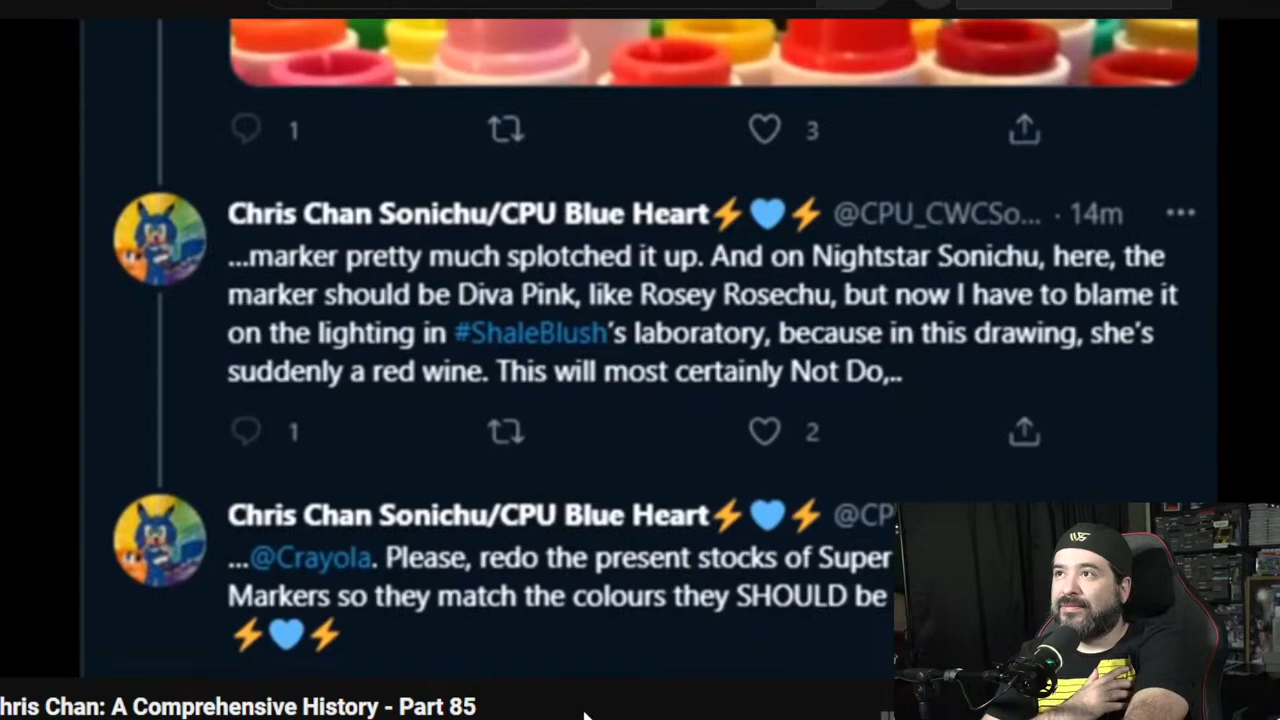 1 3
Chris Chan Sonichu/CPU Blue Heart⚡💙⚡ @CPU_CWCSo... · 14m ...
...marker pretty much splotched it up. And on Nightstar Sonichu, here, the
marker should be Diva Pink, like Rosey Rosechu, but now I have to blame it
on the lighting in #ShaleBlush’s laboratory, because in this drawing, she’s
suddenly a red wine. This will most certainly Not Do,..
1 2
Chris Chan Sonichu/CPU Blue Heart⚡💙⚡ @CP
...@Crayola. Please, redo the present stocks of Super
Markers so they match the colours they SHOULD be
⚡💙⚡
hris Chan: A Comprehensive History - Part 85